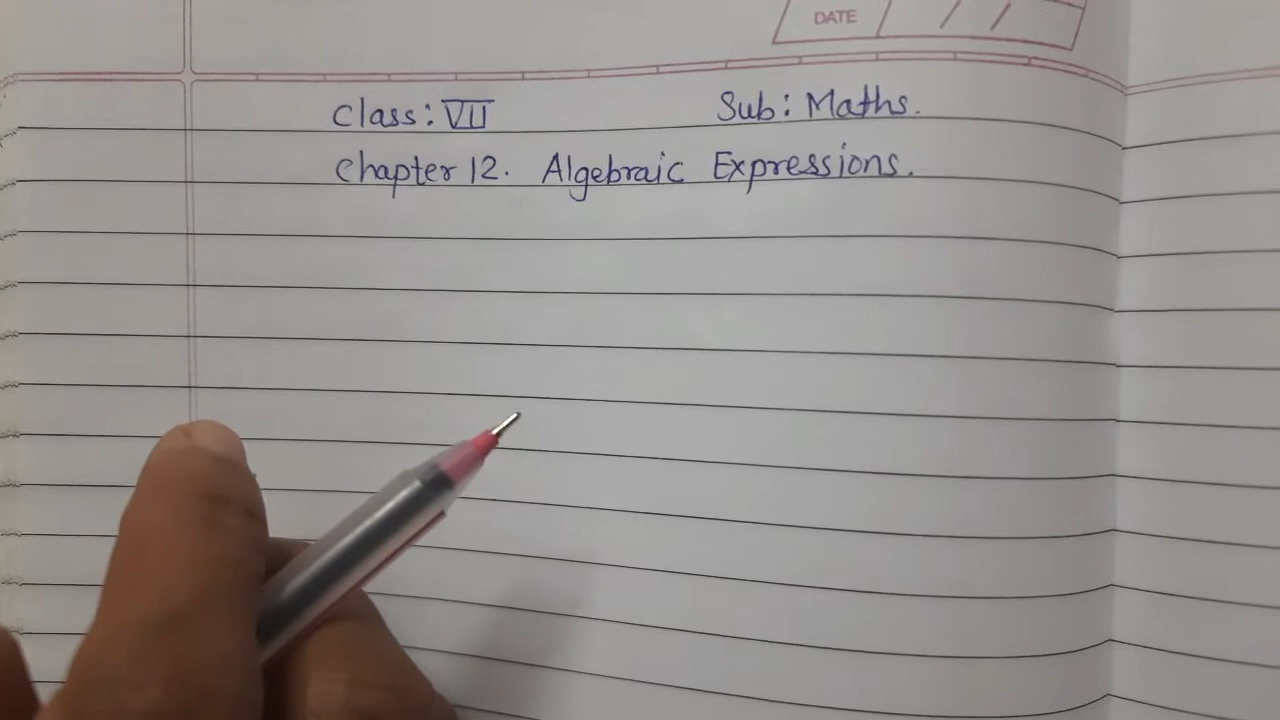 DATE / /
Class: VII Sub: Maths.
Chapter 12. Algebraic Expressions.